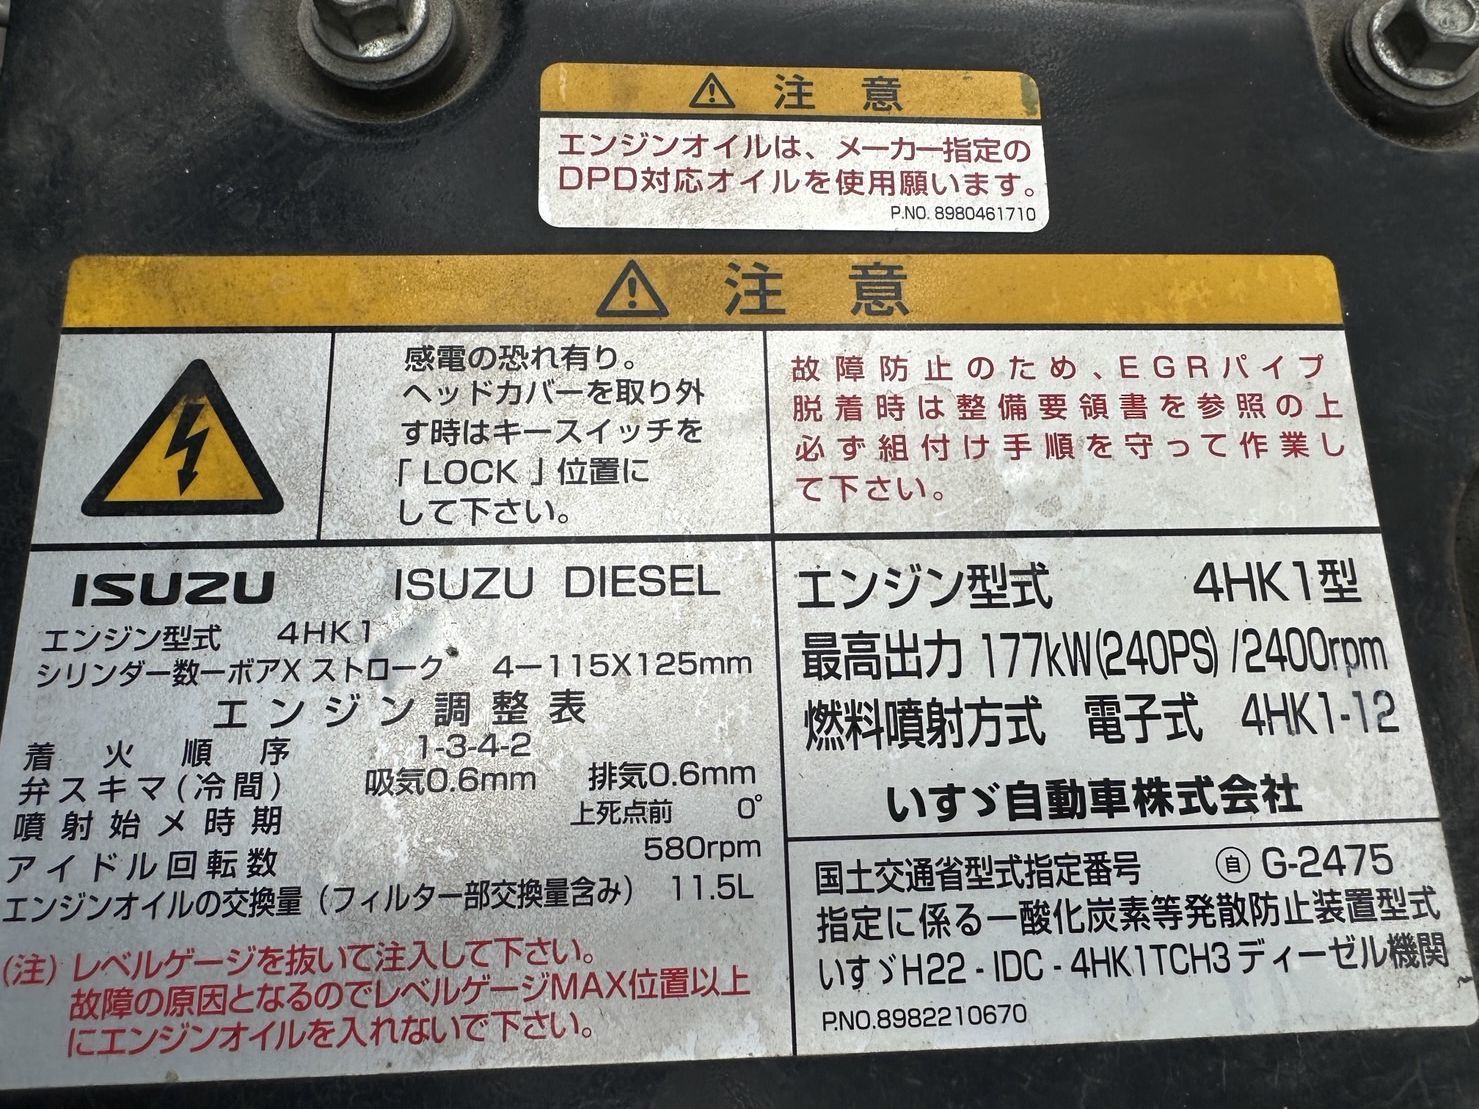 ⚠ 注意
エンジンオイルは、メーカー指定の
DPD対応オイルを使用願います。
P.NO. 8980461710
⚠ 注意
感電の恐れ有り。
ヘッドカバーを取り外
す時はキースイッチを
「LOCK」位置に
して下さい。
故障防止のため、EGRパイプ
脱着時は整備要領書を参照の上
必ず組付け手順を守って作業し
て下さい。
ISUZU ISUZU DIESEL
エンジン型式 4HK1
シリンダー数ーボアX ストローク 4ー115X125mm
エンジン調整表
着火順序 1-3-4-2
弁スキマ(冷間) 吸気0.6mm 排気0.6mm
噴射始メ時期 上死点前 0°
アイドル回転数 580rpm
エンジンオイルの交換量(フィルター部交換量含み) 11.5L
(注)レベルゲージを抜いて注入して下さい。
故障の原因となるのでレベルゲージMAX位置以上
にエンジンオイルを入れないで下さい。
エンジン型式 4HK1型
最高出力 177kW(240PS)/2400rpm
燃料噴射方式 電子式 4HK1-12
いすゞ自動車株式会社
国土交通省型式指定番号 ㊀自 G-2475
指定に係る一酸化炭素等発散防止装置型式
いすゞH22-IDC-4HK1TCH3ディーゼル機関
P.NO.8982210670